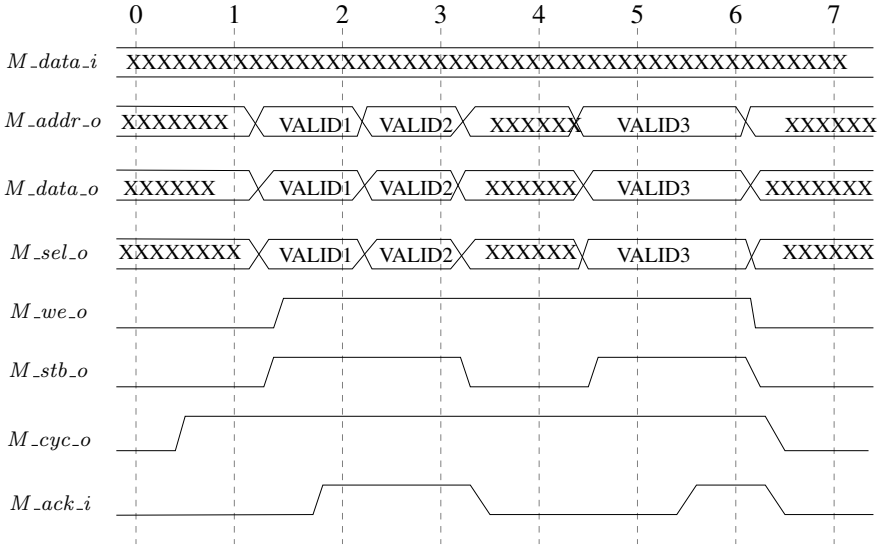 0 1 2 3 4 5 6 7
M_data_i XXXXXXXXXXXXXXXXXXXXXXXXXXXXXXXXXXXXXXXXXXXXXXX
M_addr_o XXXXXXX VALID1 VALID2 XXXXXX VALID3 XXXXXX
M_data_o XXXXXX VALID1 VALID2 XXXXXX VALID3 XXXXXXX
M_sel_o XXXXXXXX VALID1 VALID2 XXXXXX VALID3 XXXXXX
M_we_o
M_stb_o
M_cyc_o
M_ack_i